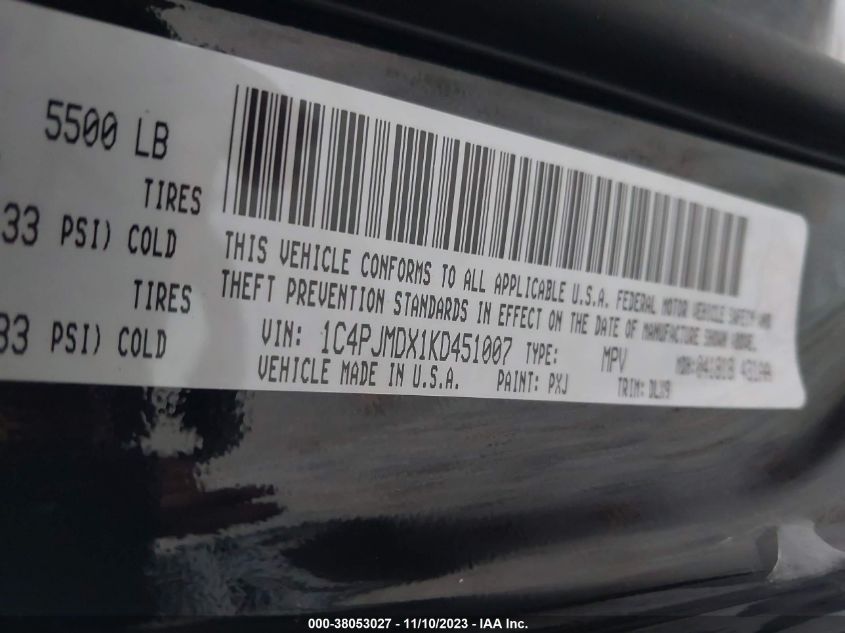 5500 LB
TIRES
33 PSI) COLD
TIRES
33 PSI) COLD
THIS VEHICLE CONFORMS TO ALL APPLICABLE U.S.A. FEDERAL MOTOR VEHICLE SAFETY AND
THEFT PREVENTION STANDARDS IN EFFECT ON THE DATE OF MANUFACTURE SHOWN ABOVE.
VIN: 1C4PJMDX1KD451007 TYPE: MPV MDH:
VEHICLE MADE IN U.S.A. PAINT: PXJ TRIM:
000-38053027 - 11/10/2023 - IAA Inc.